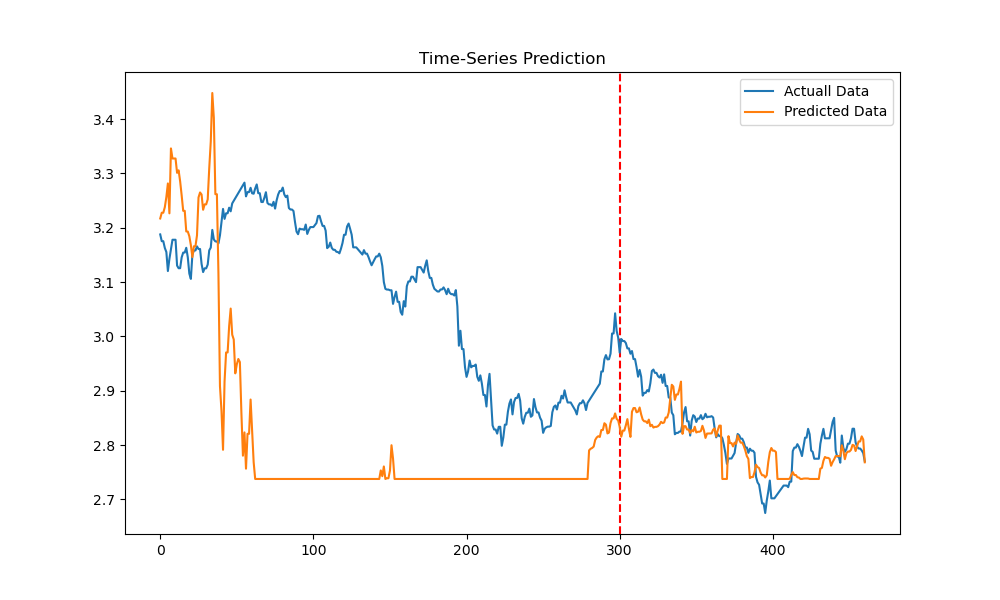 Time-Series Prediction
Actuall Data
Predicted Data
3.4
3.3
3.2
3.1
3.0
2.9
2.8
2.7
0 100 200 300 400